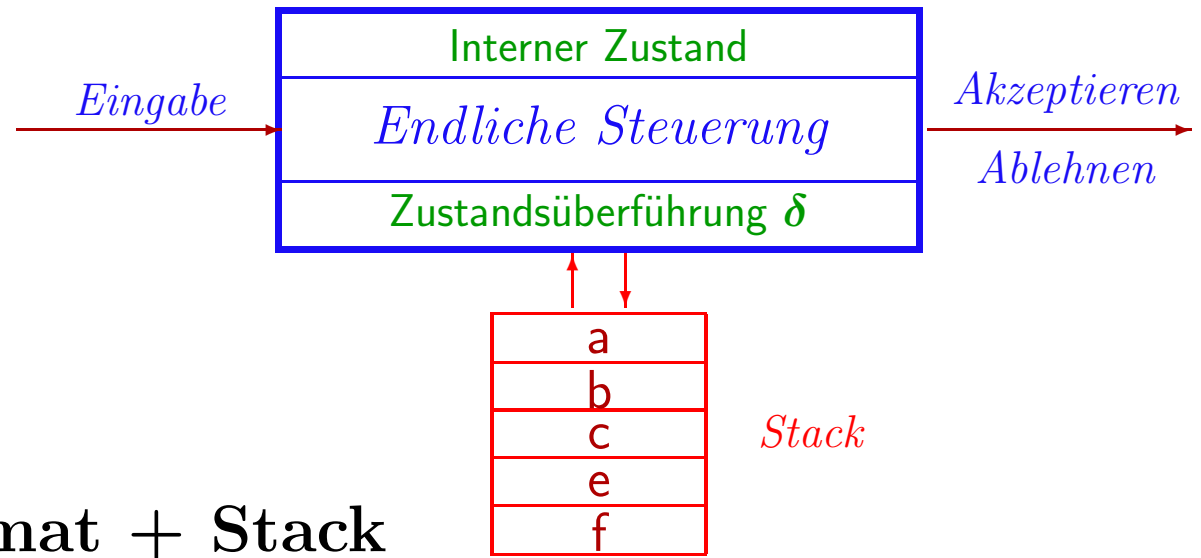 Interner Zustand
Eingabe
Endliche Steuerung
Akzeptieren
Ablehnen
Zustandsüberführung δ
a
b
c
e
f
Stack
mat + Stack